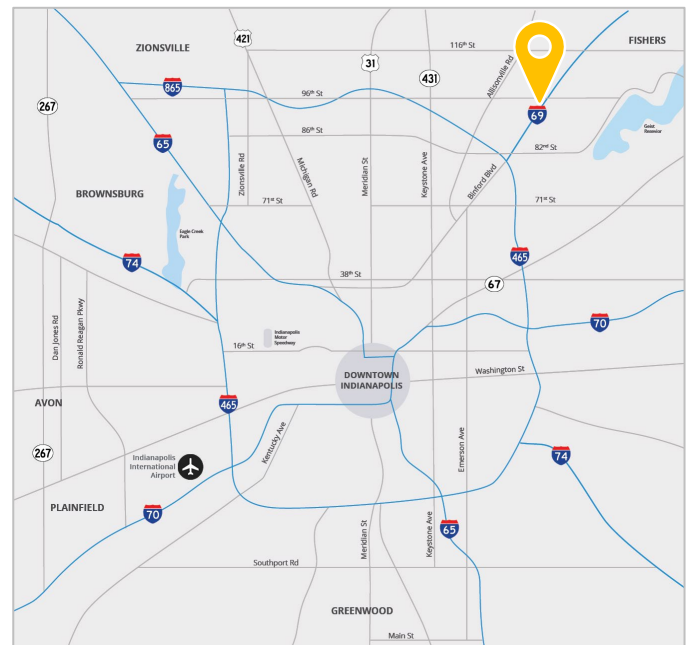 421
ZIONSVILLE
31
116th St
FISHERS
431
Allisonville Rd
865
267
96th St
69
Geist
Reservoir
65
86th St
82nd St
Zionsville Rd
Michigan Rd
Meridian St
Keystone Ave
Binford Blvd
BROWNSBURG
71st St
71st St
Eagle Creek
Park
74
465
38th St
67
Dan Jones Rd
Ronald Reagan Pkwy
70
Indianapolis
Motor
Speedway
16th St
DOWNTOWN
INDIANAPOLIS
Washington St
AVON
465
267
Kentucky Ave
Emerson Ave
Indianapolis
International
Airport
74
PLAINFIELD
70
Meridian St
Keystone Ave
65
Southport Rd
GREENWOOD
Main St